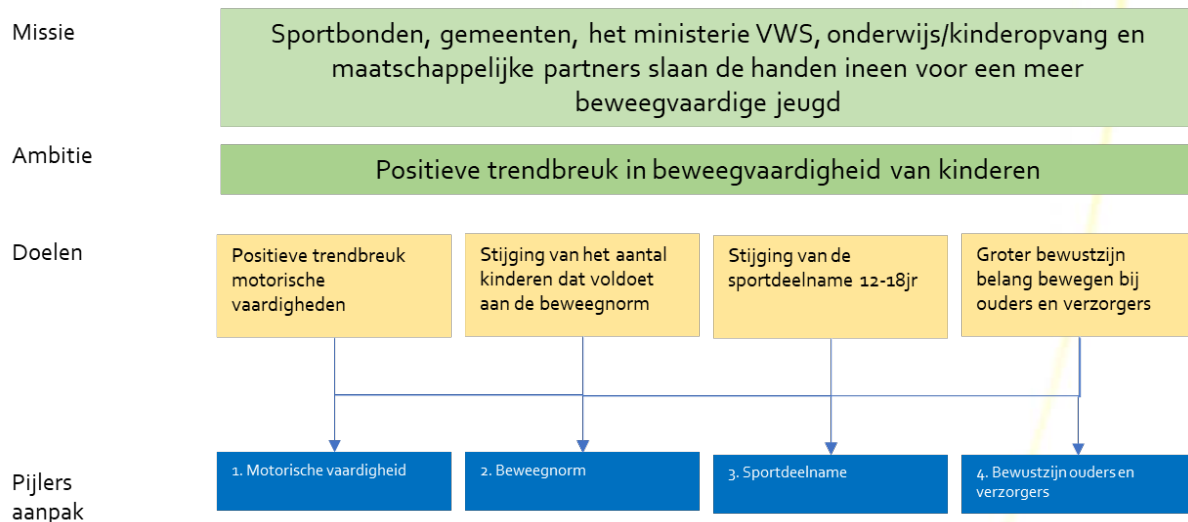 Missie
Sportbonden, gemeenten, het ministerie VWS, onderwijs/kinderopvang en
maatschappelijke partners slaan de handen ineen voor een meer
beweegvaardige jeugd
Ambitie
Positieve trendbreuk in beweegvaardigheid van kinderen
Doelen
Positieve trendbreuk
motorische
vaardigheden
Stijging van het aantal
kinderen dat voldoet
aan de beweegnorm
Stijging van de
sportdeelname 12-18jr
Groter bewustzijn
belang bewegen bij
ouders en verzorgers
Pijlers
aanpak
1. Motorische vaardigheid
2. Beweegnorm
3. Sportdeelname
4. Bewustzijn ouders en
verzorgers